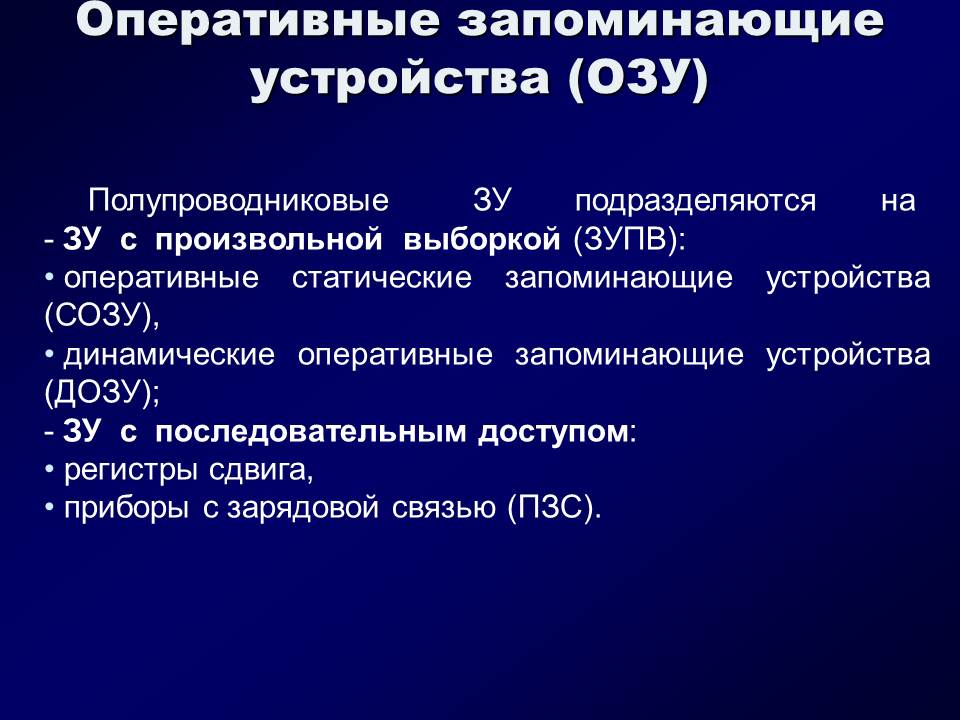 Оперативные запоминающие
устройства (ОЗУ)
Полупроводниковые ЗУ подразделяются на
- ЗУ с произвольной выборкой (ЗУПВ):
• оперативные статические запоминающие устройства
(СОЗУ),
• динамические оперативные запоминающие устройства
(ДОЗУ);
- ЗУ с последовательным доступом:
• регистры сдвига,
• приборы с зарядовой связью (ПЗС).